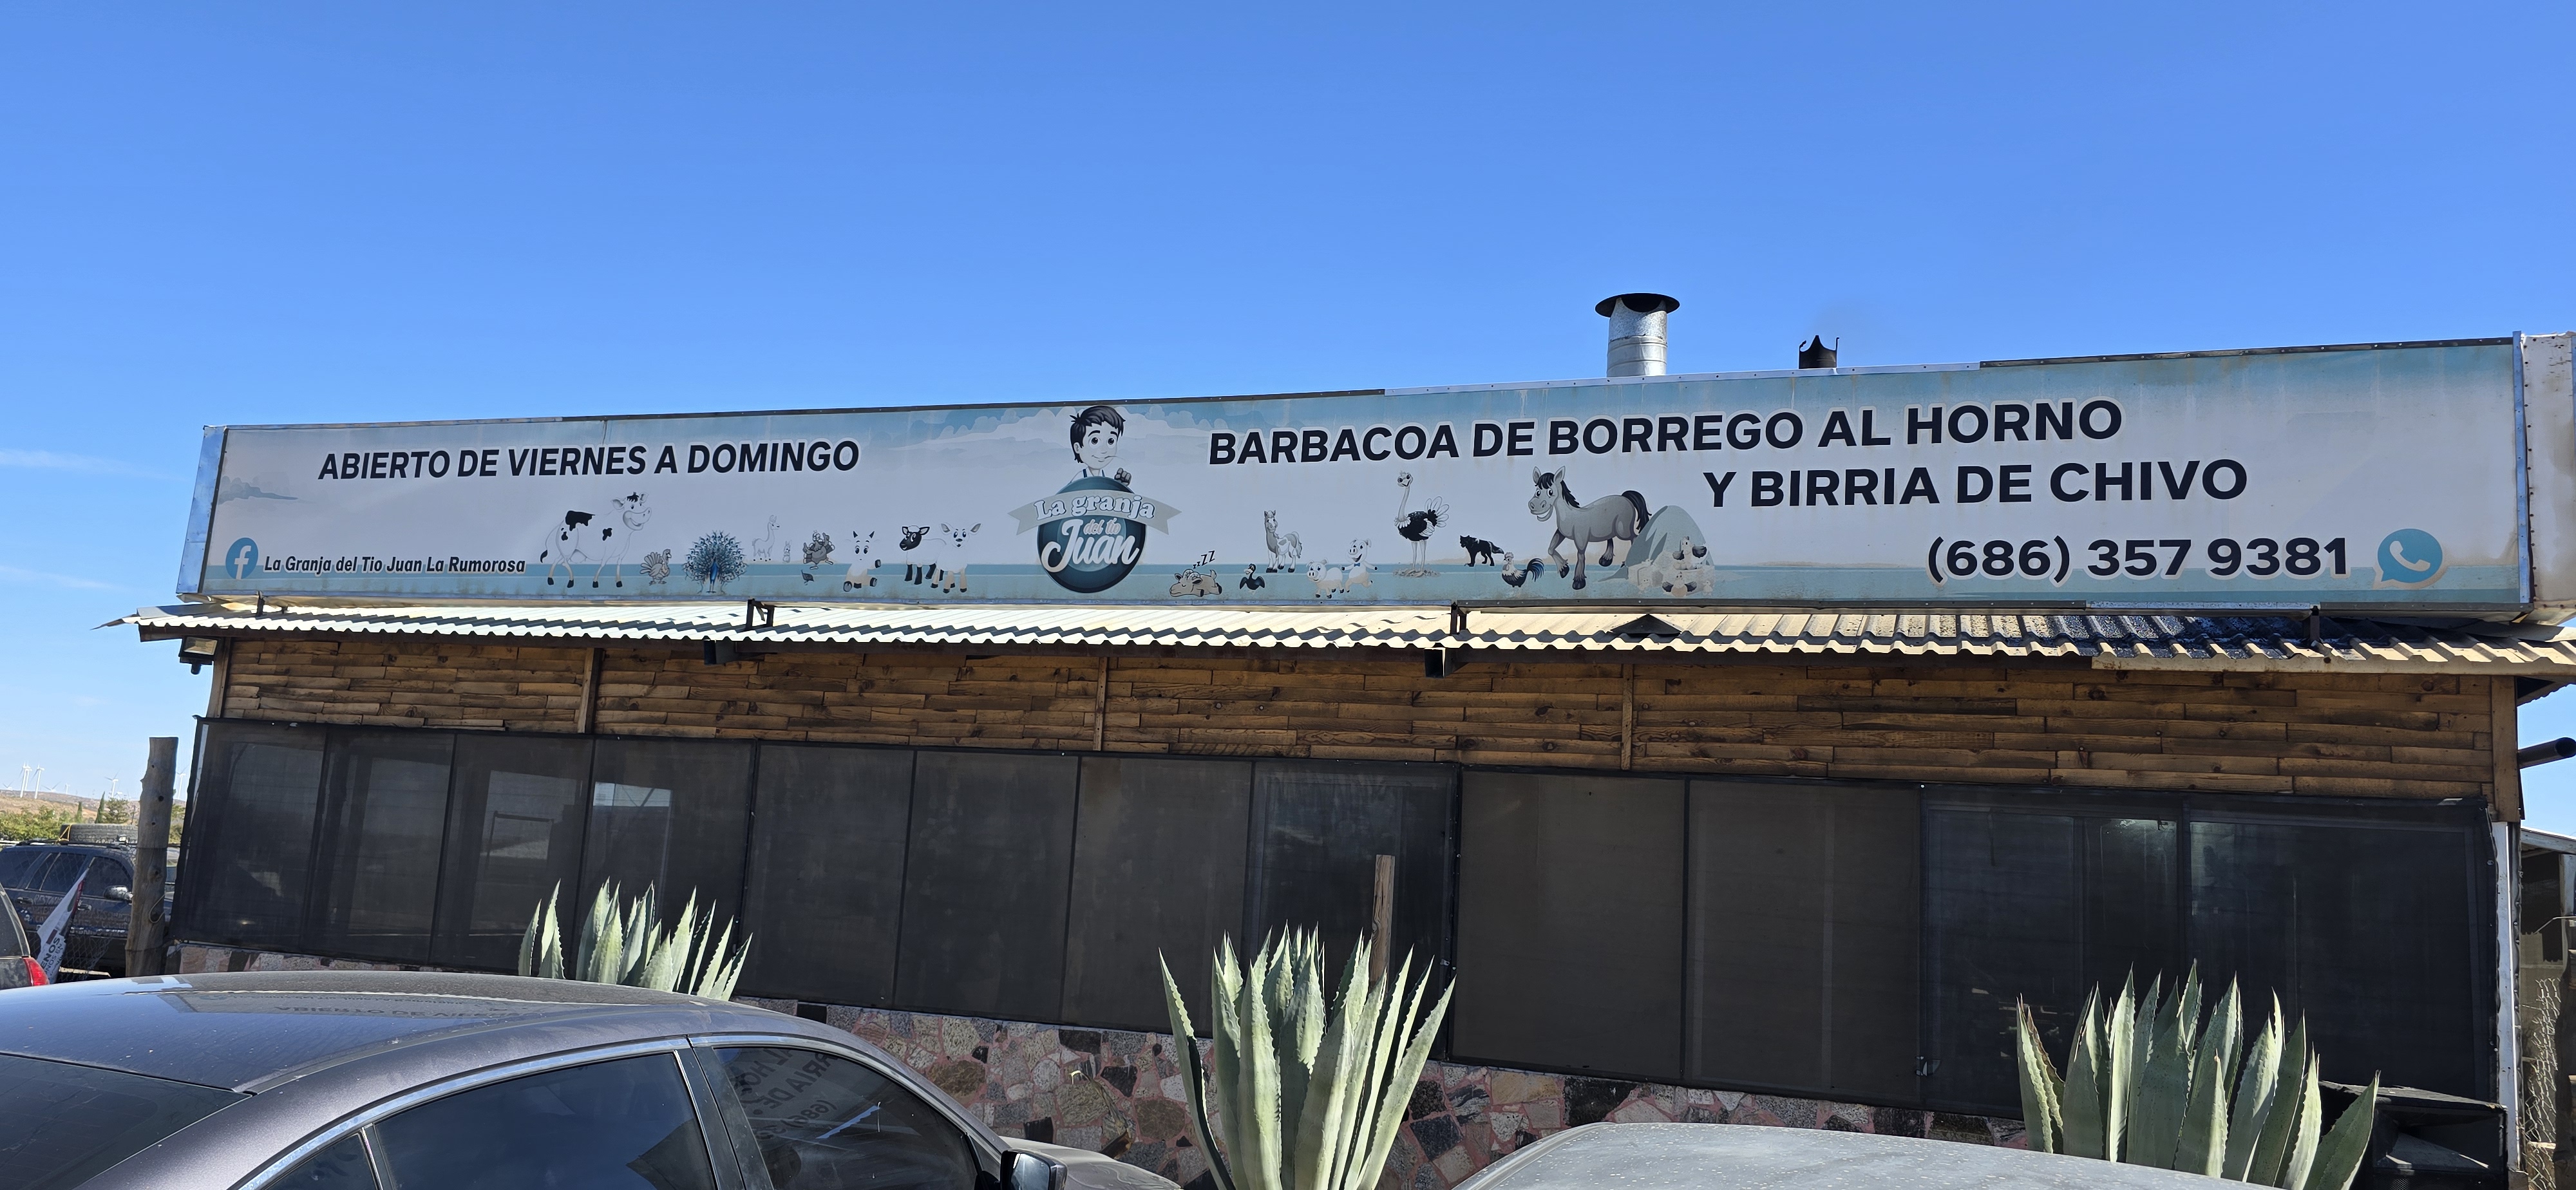 ABIERTO DE VIERNES A DOMINGO
La Granja del Tio Juan La Rumorosa
La granja
del tio
Juan
zzZZ
BARBACOA DE BORREGO AL HORNO
Y BIRRIA DE CHIVO
(686) 357 9381